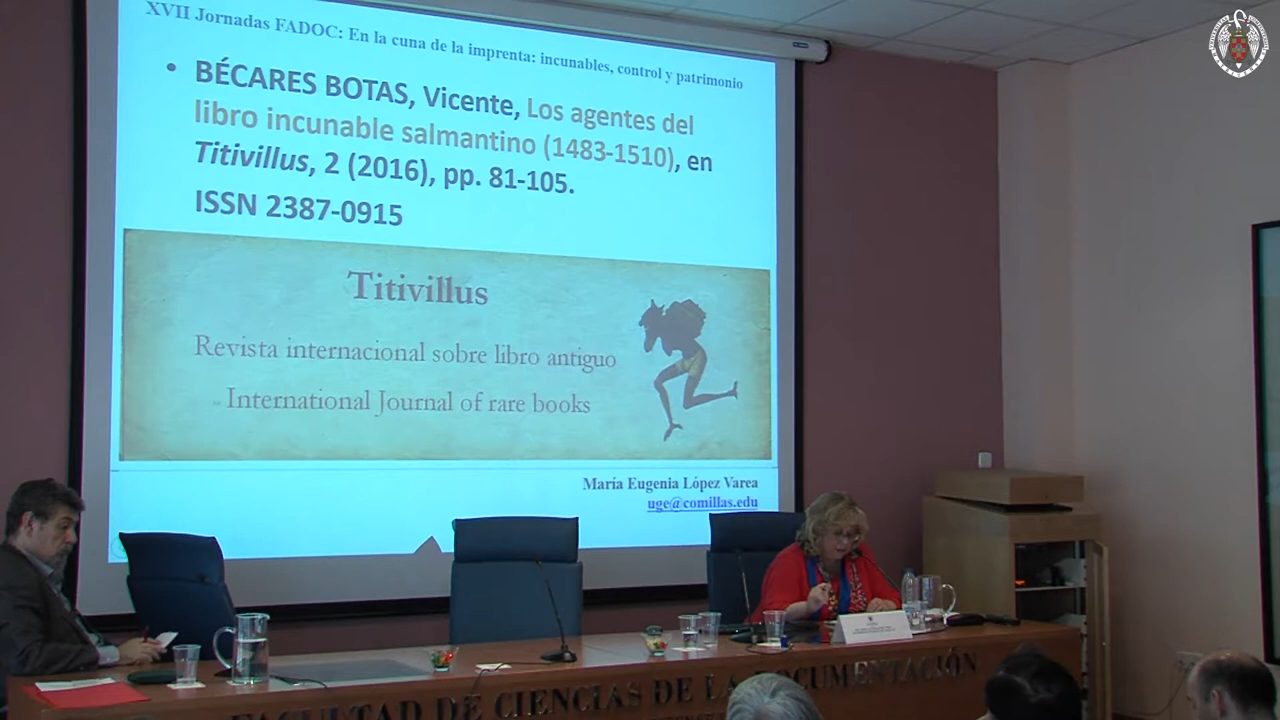 XVII Jornadas FADOC: En la cuna de la imprenta: incunables, control y patrimonio
• BÉCARES BOTAS, Vicente, Los agentes del
libro incunable salmantino (1483-1510), en
Titivillus, 2 (2016), pp. 81-105.
ISSN 2387-0915
Titivillus
Revista internacional sobre libro antiguo
International Journal of rare books
María Eugenia López Varea
uge@comillas.edu
FACULTAD DE CIENCIAS DE LA DOCUMENTACIÓN